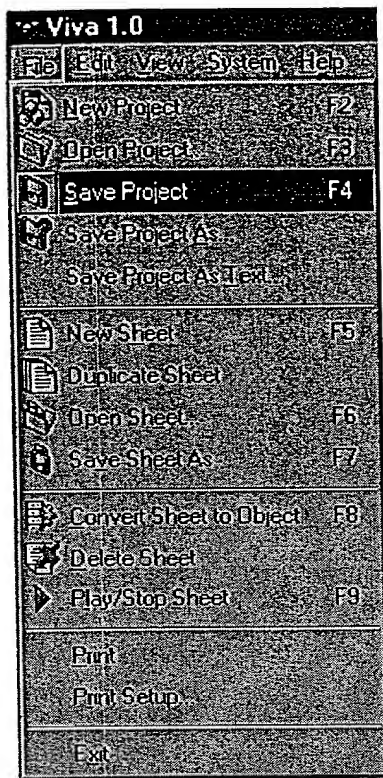 Viva 1.0
File Edit View System Help
New Project F2
Open Project... F3
Save Project F4
Save Project As...
Save Project As Text...
New Sheet F5
Duplicate Sheet
Open Sheet... F6
Save Sheet As... F7
Convert Sheet to Object F8
Delete Sheet
Play/Stop Sheet F9
Print
Print Setup...
Exit